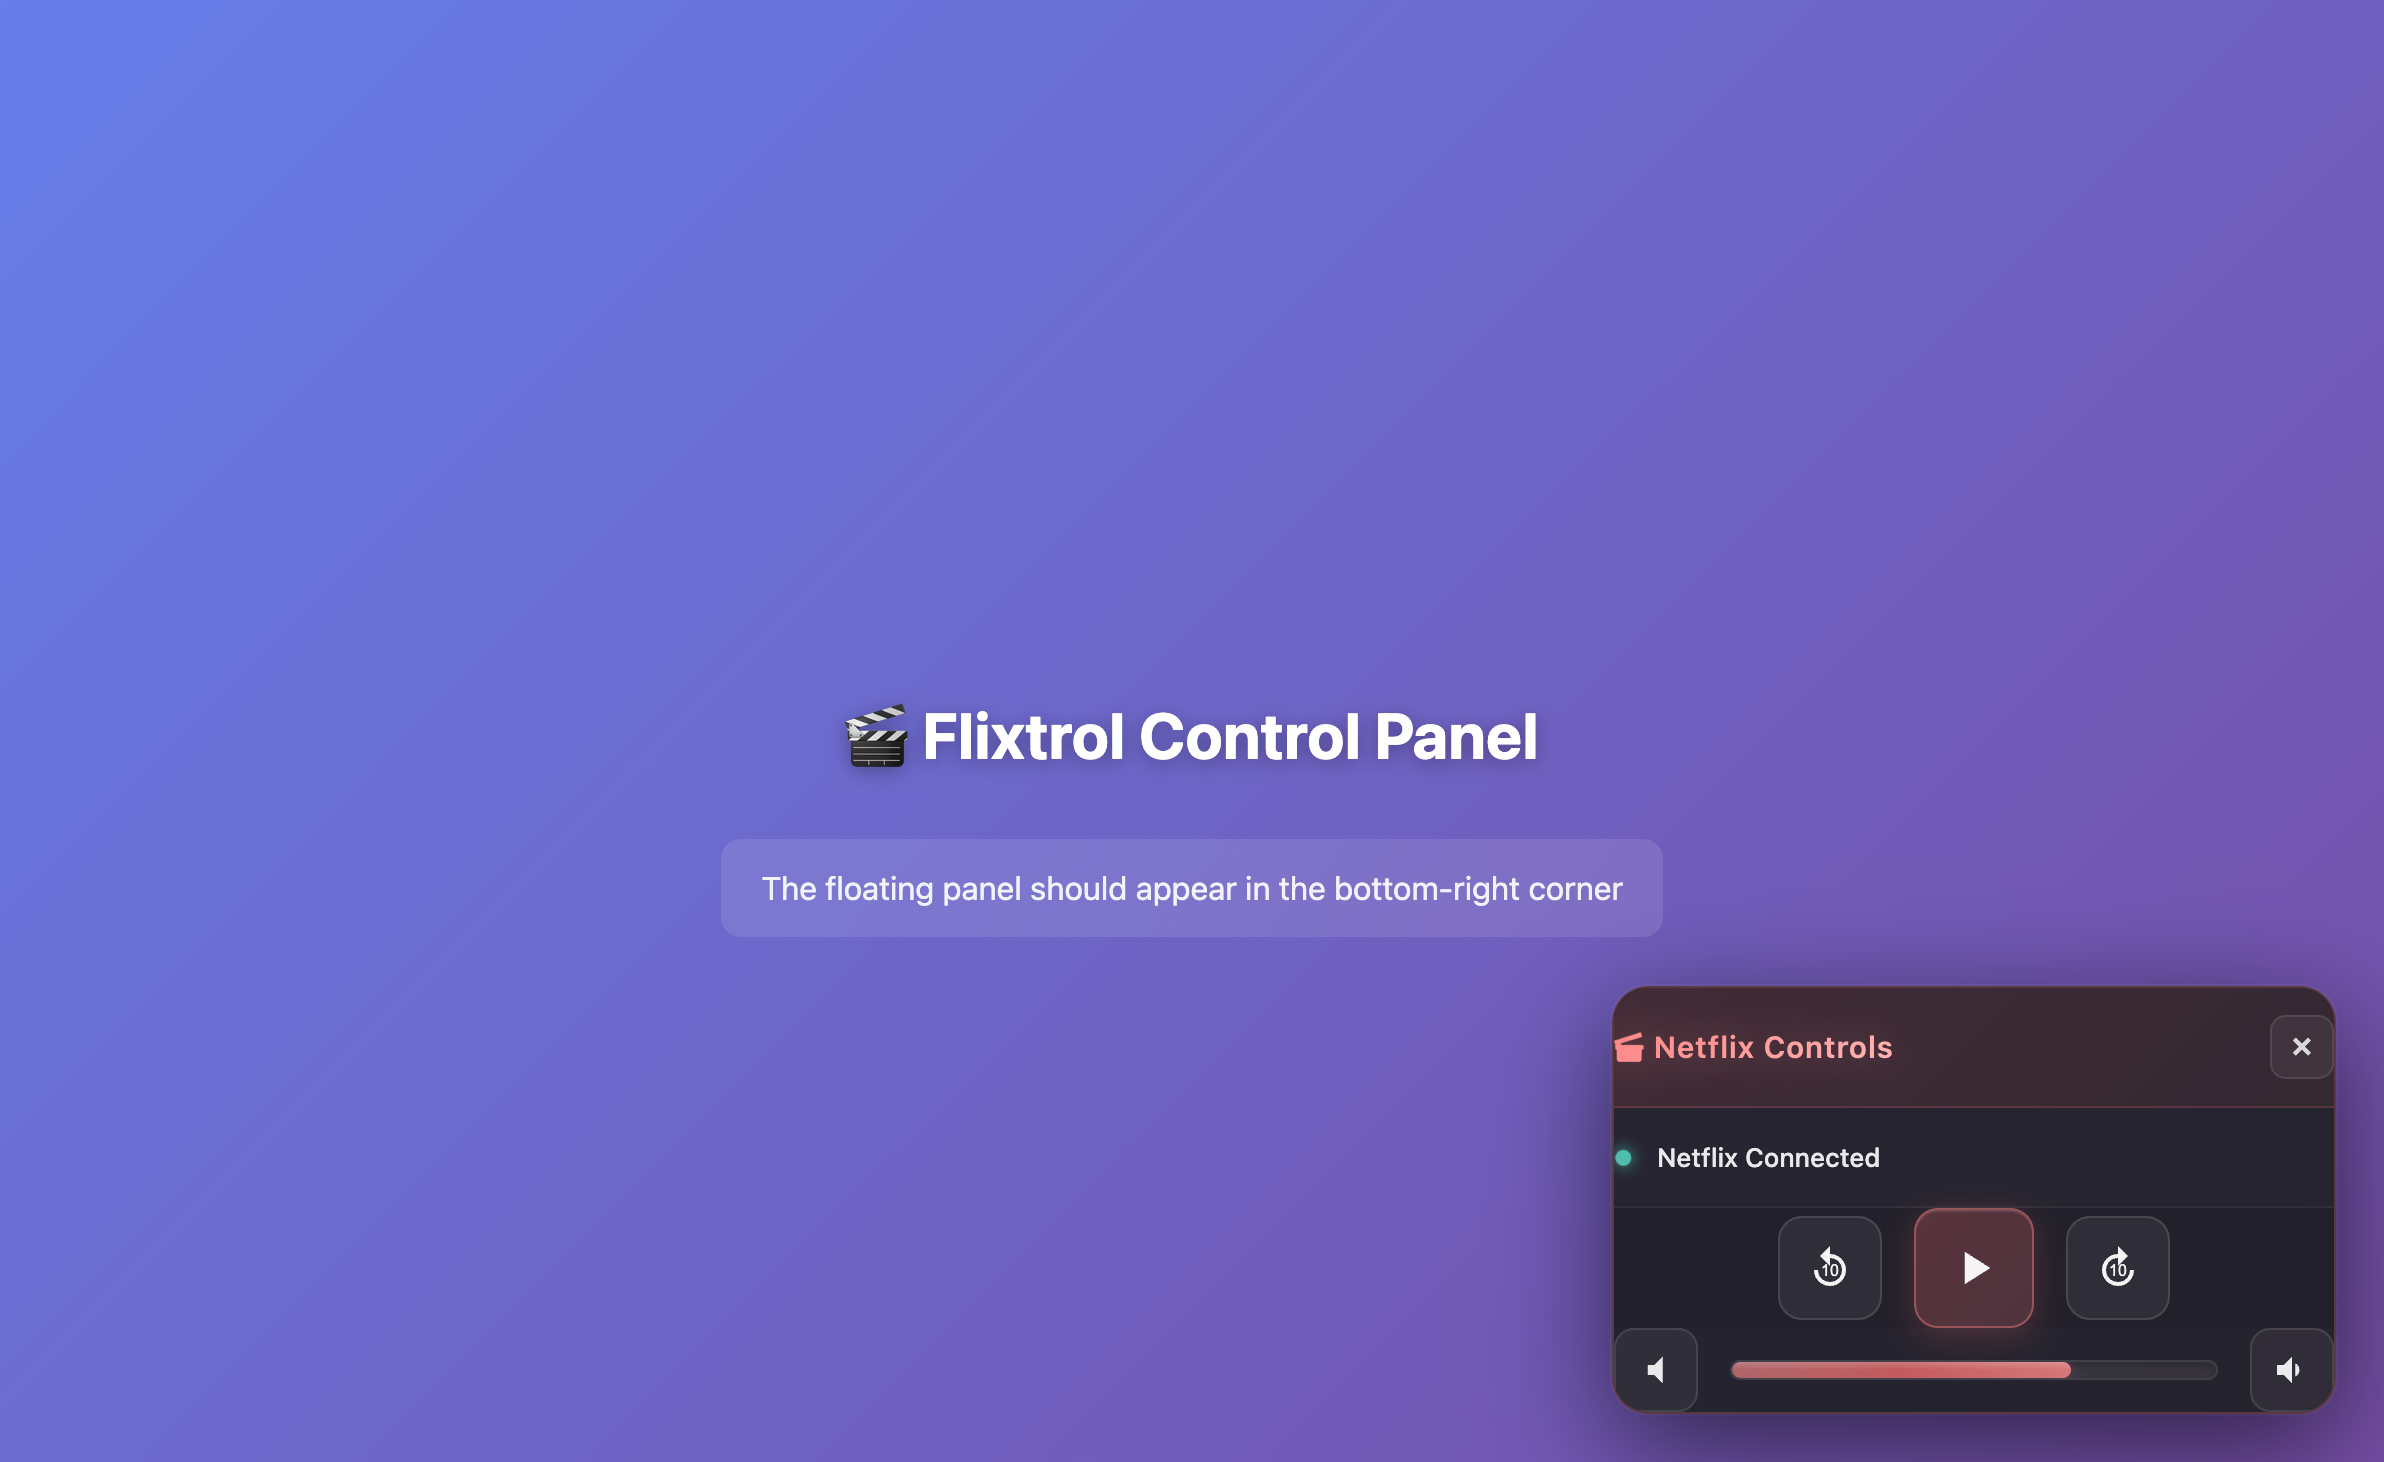 🎬 Flixtrol Control Panel
The floating panel should appear in the bottom-right corner
Netflix Controls
Netflix Connected
10
10